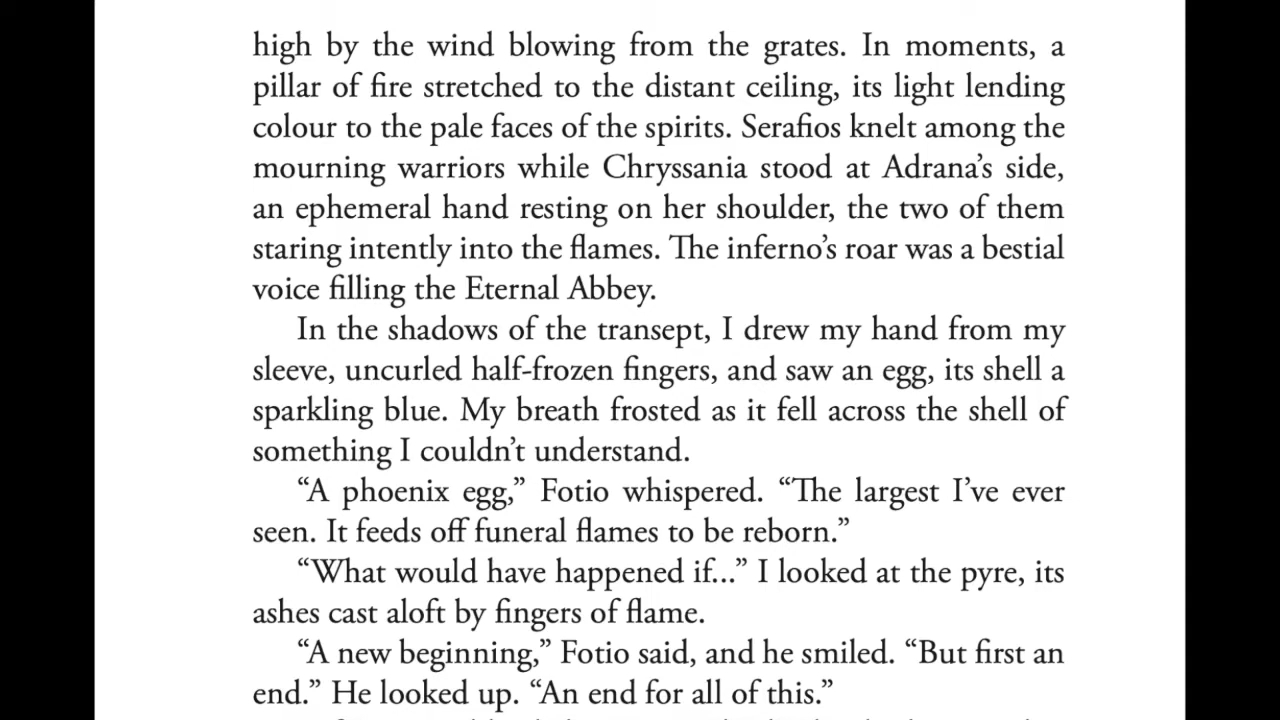 high by the wind blowing from the grates. In moments, a
pillar of fire stretched to the distant ceiling, its light lending
colour to the pale faces of the spirits. Serafios knelt among the
mourning warriors while Chryssania stood at Adrana’s side,
an ephemeral hand resting on her shoulder, the two of them
staring intently into the flames. The inferno’s roar was a bestial
voice filling the Eternal Abbey.
In the shadows of the transept, I drew my hand from my
sleeve, uncurled half-frozen fingers, and saw an egg, its shell a
sparkling blue. My breath frosted as it fell across the shell of
something I couldn’t understand.
“A phoenix egg,” Fotio whispered. “The largest I’ve ever
seen. It feeds off funeral flames to be reborn.”
“What would have happened if...” I looked at the pyre, its
ashes cast aloft by fingers of flame.
“A new beginning,” Fotio said, and he smiled. “But first an
end.” He looked up. “An end for all of this.”